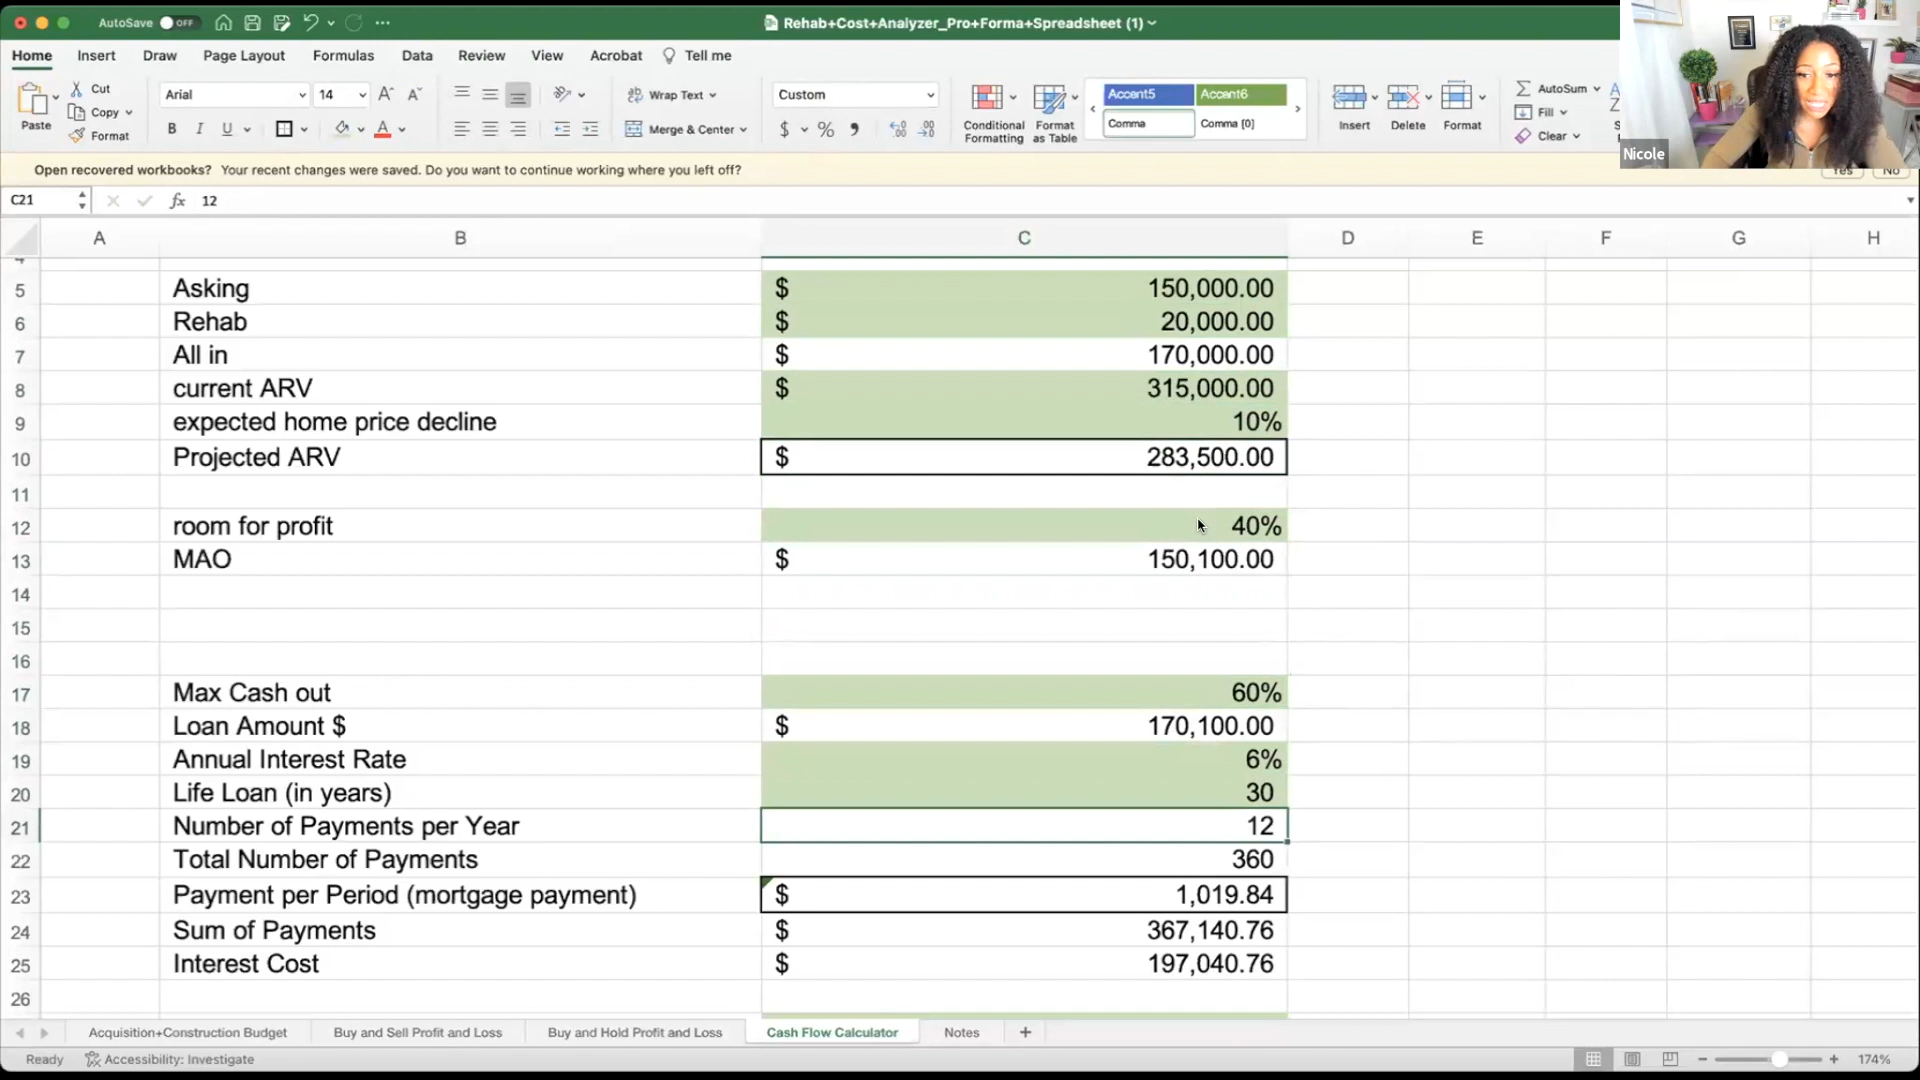 AutoSave OFF
Rehab+Cost+Analyzer_Pro+Forma+Spreadsheet (1)
Home Insert Draw Page Layout Formulas Data Review View Acrobat Tell me
Paste
Cut
Copy
Format
Arial 14
A A
B I U A
Wrap Text
Merge & Center
Custom
$ %
Conditional Formatting
Format as Table
Accent5 Accent6
Comma Comma [0]
Insert Delete Format
AutoSum
Fill
Clear
Nicole
Open recovered workbooks? Your recent changes were saved. Do you want to continue working where you left off? Yes No
C21 fx 12
A B C D E F G H
4
5 Asking $ 150,000.00
6 Rehab $ 20,000.00
7 All in $ 170,000.00
8 current ARV $ 315,000.00
9 expected home price decline 10%
10 Projected ARV $ 283,500.00
11
12 room for profit 40%
13 MAO $ 150,100.00
14
15
16
17 Max Cash out 60%
18 Loan Amount $ $ 170,100.00
19 Annual Interest Rate 6%
20 Life Loan (in years) 30
21 Number of Payments per Year 12
22 Total Number of Payments 360
23 Payment per Period (mortgage payment) $ 1,019.84
24 Sum of Payments $ 367,140.76
25 Interest Cost $ 197,040.76
26
Acquisition+Construction Budget Buy and Sell Profit and Loss Buy and Hold Profit and Loss Cash Flow Calculator Notes +
Ready Accessibility: Investigate 174%